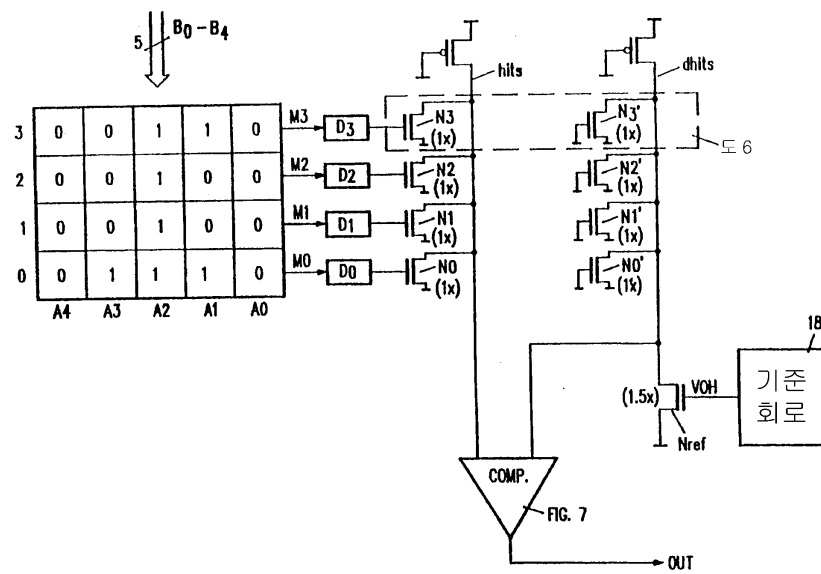 5 B0-B4
hits
dhits
3 0 0 1 1 0 M3 D3 N3 (1x) N3' (1x)
도 6
2 0 0 1 0 0 M2 D2 N2 (1x) N2' (1x)
1 0 0 1 0 0 M1 D1 N1 (1x) N1' (1x)
0 0 1 1 1 0 M0 D0 N0 (1x) N0' (1x)
A4 A3 A2 A1 A0
18
(1.5x) VOH 기준
회로
Nref
COMP.
FIG. 7
OUT